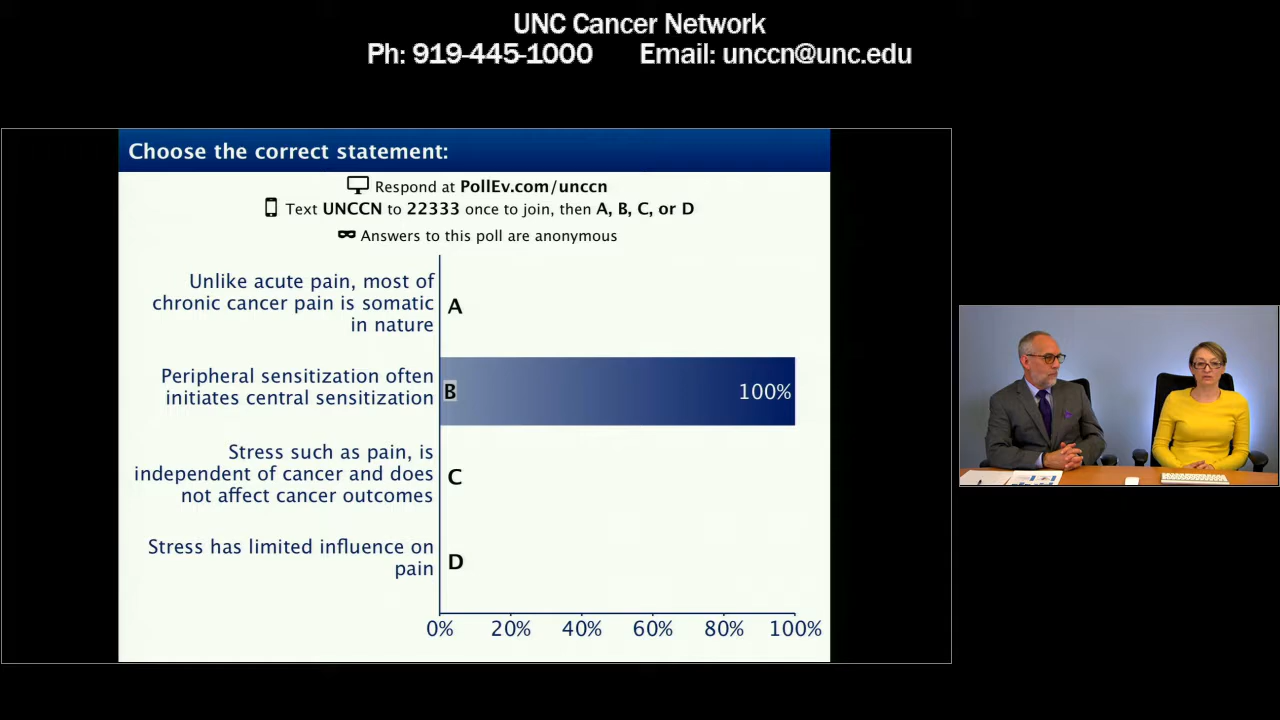 UNC Cancer Network
Ph: 919-445-1000 Email: unccn@unc.edu
Choose the correct statement:
Respond at PollEv.com/unccn
Text UNCCN to 22333 once to join, then A, B, C, or D
Answers to this poll are anonymous
Unlike acute pain, most of
chronic cancer pain is somatic
in nature
A
Peripheral sensitization often
initiates central sensitization
B
100%
Stress such as pain, is
independent of cancer and does
not affect cancer outcomes
C
Stress has limited influence on
pain
D
0% 20% 40% 60% 80% 100%